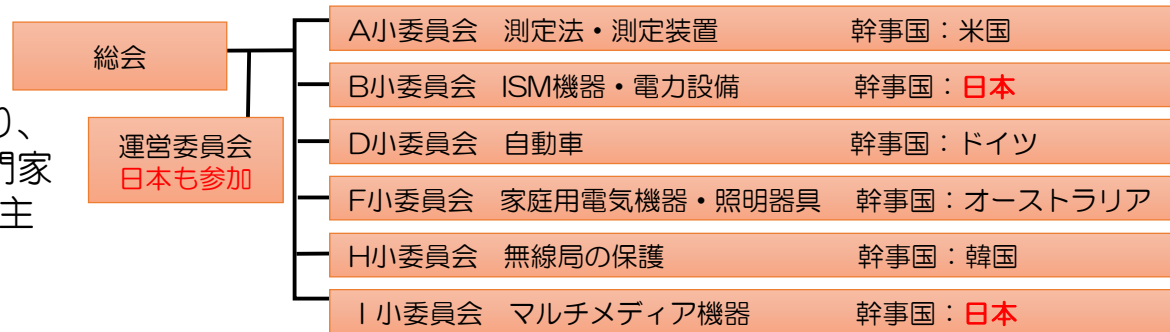 総会
り、
門家
主
運営委員会
日本も参加
A小委員会 測定法・測定装置 幹事国：米国
B小委員会 ISM機器・電力設備 幹事国：日本
D小委員会 自動車 幹事国：ドイツ
F小委員会 家庭用電気機器・照明器具 幹事国：オーストラリア
H小委員会 無線局の保護 幹事国：韓国
I小委員会 マルチメディア機器 幹事国：日本